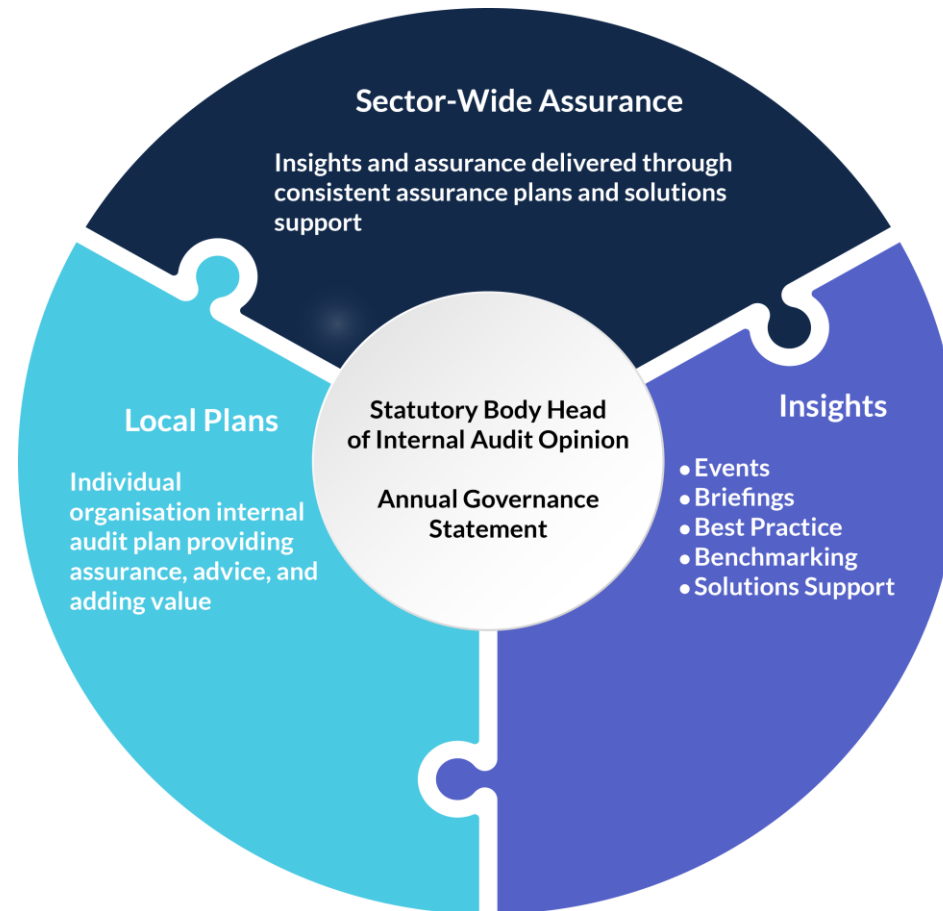 Sector-Wide Assurance
Insights and assurance delivered through
consistent assurance plans and solutions
support
Local Plans
Individual
organisation internal
audit plan providing
assurance, advice, and
adding value
Statutory Body Head
of Internal Audit Opinion
Annual Governance
Statement
Insights
• Events
• Briefings
• Best Practice
• Benchmarking
• Solutions Support